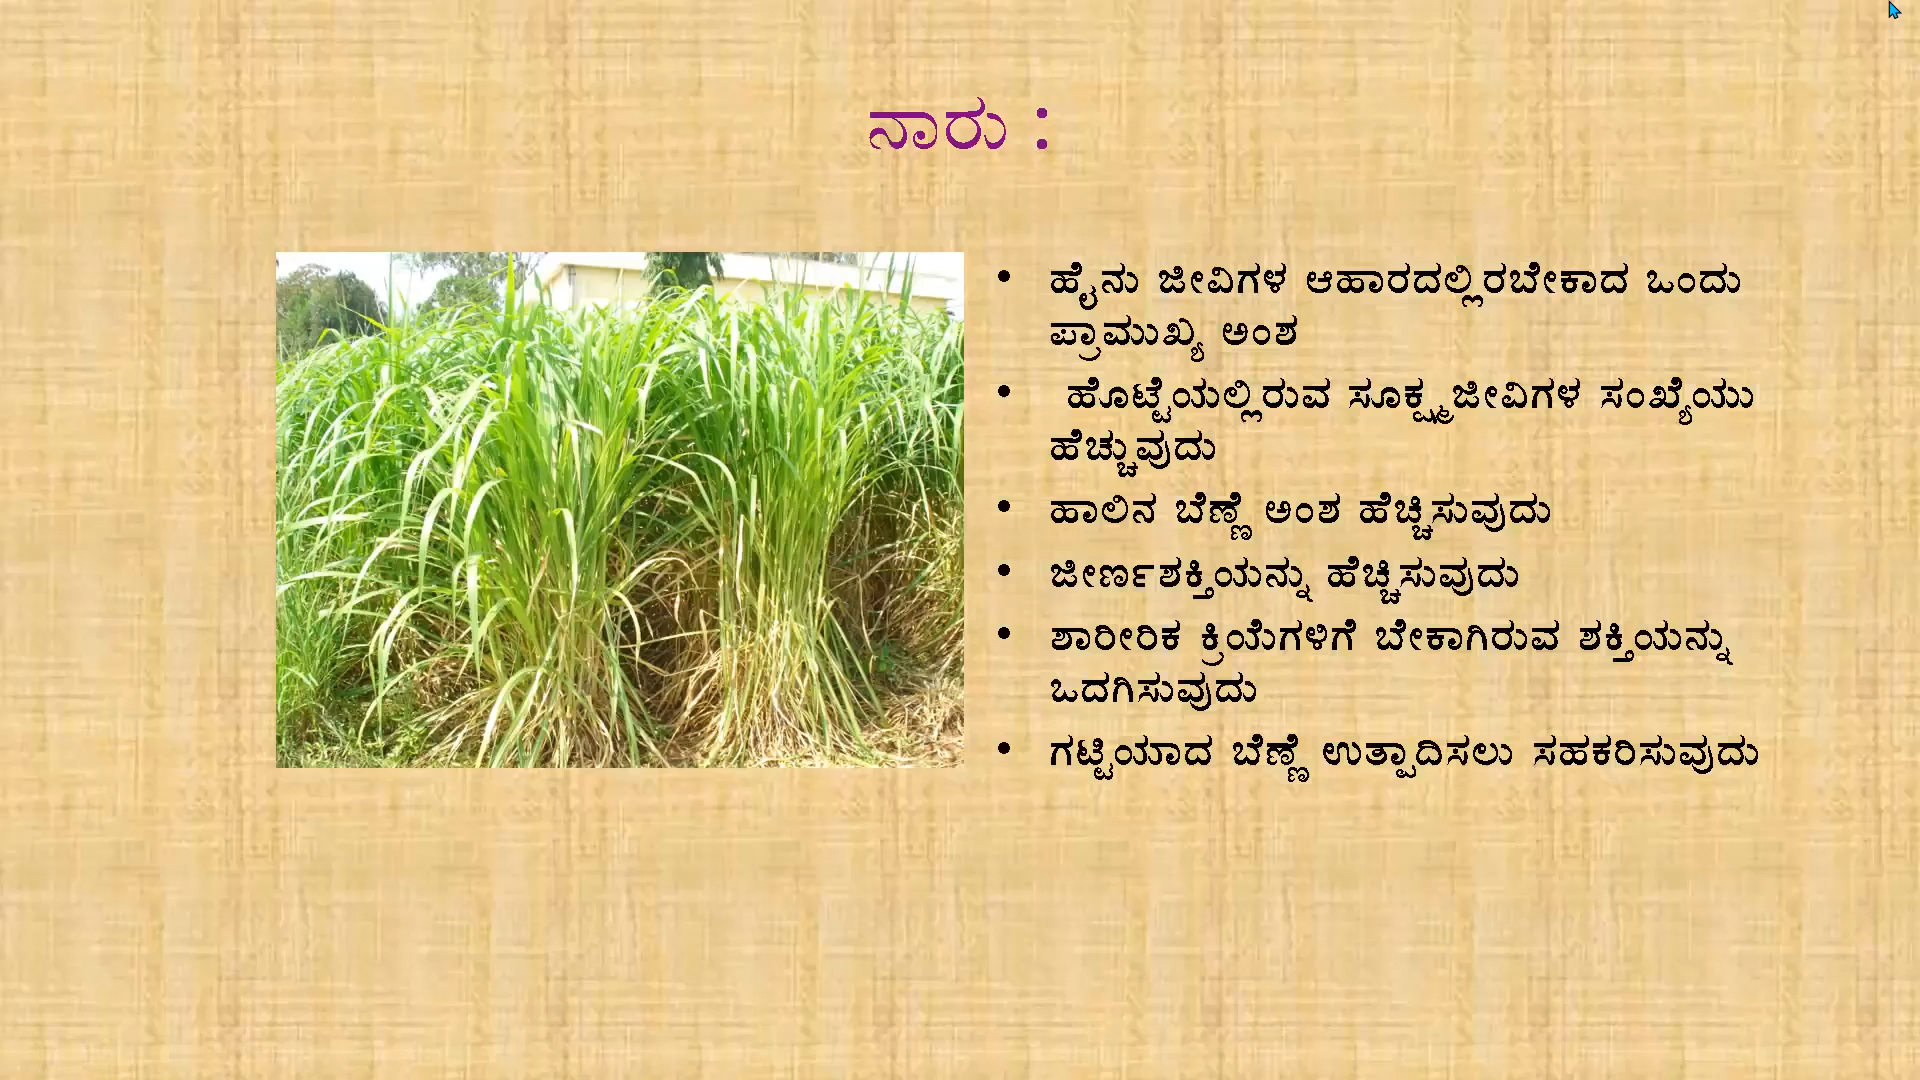 ನಾರು :
• ಹೈನು ಜೀವಿಗಳ ಆಹಾರದಲ್ಲಿರಬೇಕಾದ ಒಂದು
ಪ್ರಾಮುಖ್ಯ ಅಂಶ
• ಹೊಟ್ಟೆಯಲ್ಲಿರುವ ಸೂಕ್ಷ್ಮಜೀವಿಗಳ ಸಂಖ್ಯೆಯು
ಹೆಚ್ಚುವುದು
• ಹಾಲಿನ ಬೆಣ್ಣೆ ಅಂಶ ಹೆಚ್ಚಿಸುವುದು
• ಜೀರ್ಣಶಕ್ತಿಯನ್ನು ಹೆಚ್ಚಿಸುವುದು
• ಶಾರೀರಿಕ ಕ್ರಿಯೆಗಳಿಗೆ ಬೇಕಾಗಿರುವ ಶಕ್ತಿಯನ್ನು
ಒದಗಿಸುವುದು
• ಗಟ್ಟಿಯಾದ ಬೆಣ್ಣೆ ಉತ್ಪಾದಿಸಲು ಸಹಕರಿಸುವುದು